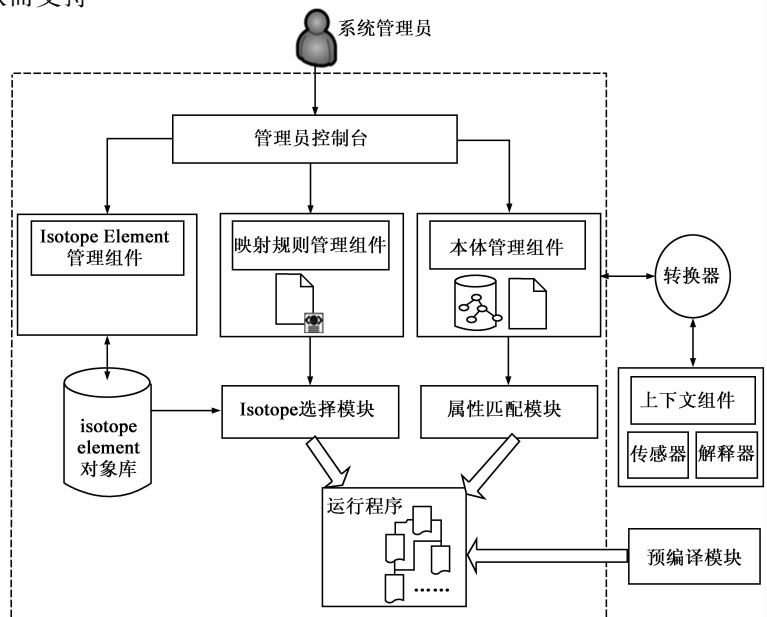 系统管理员
管理员控制台
Isotope Element
管理组件
映射规则管理组件
本体管理组件
转换器
isotope
element
对象库
Isotope选择模块
属性匹配模块
上下文组件
传感器
解释器
运行程序
……
预编译模块